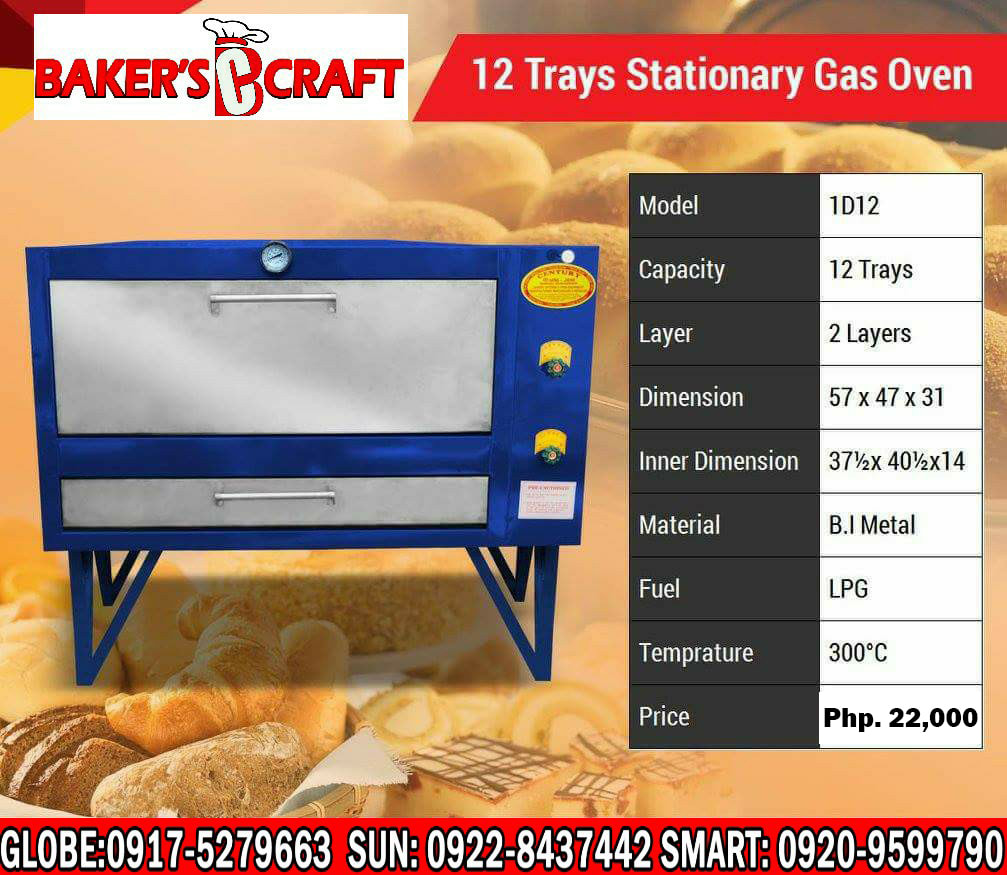 BAKER'S BC CRAFT
12 Trays Stationary Gas Oven
Model 1D12
Capacity 12 Trays
Layer 2 Layers
Dimension 57 x 47 x 31
Inner Dimension 37½x 40½x14
Material B.I Metal
Fuel LPG
Temprature 300°C
Price Php. 22,000
CENTURY
GLOBE:0917-5279663 SUN: 0922-8437442 SMART: 0920-9599790